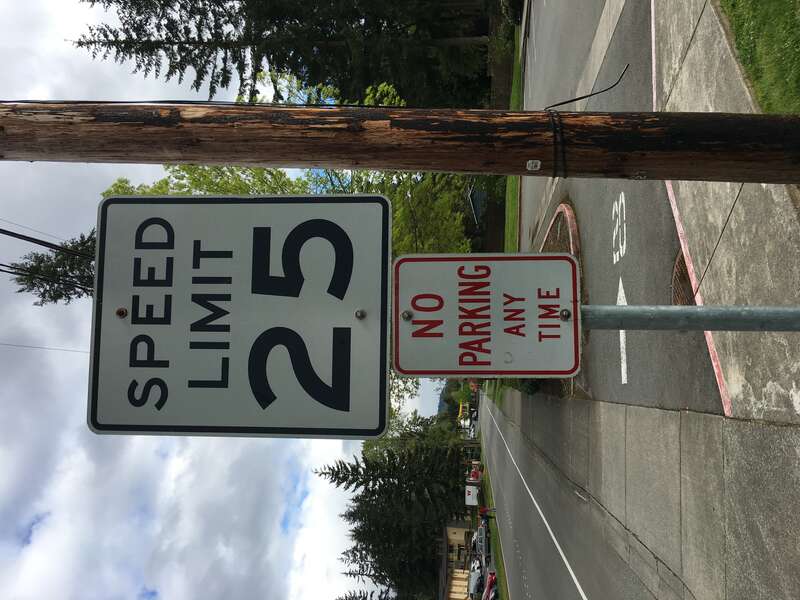 SPEED
LIMIT
25
NO
PARKING
ANY
TIME
20